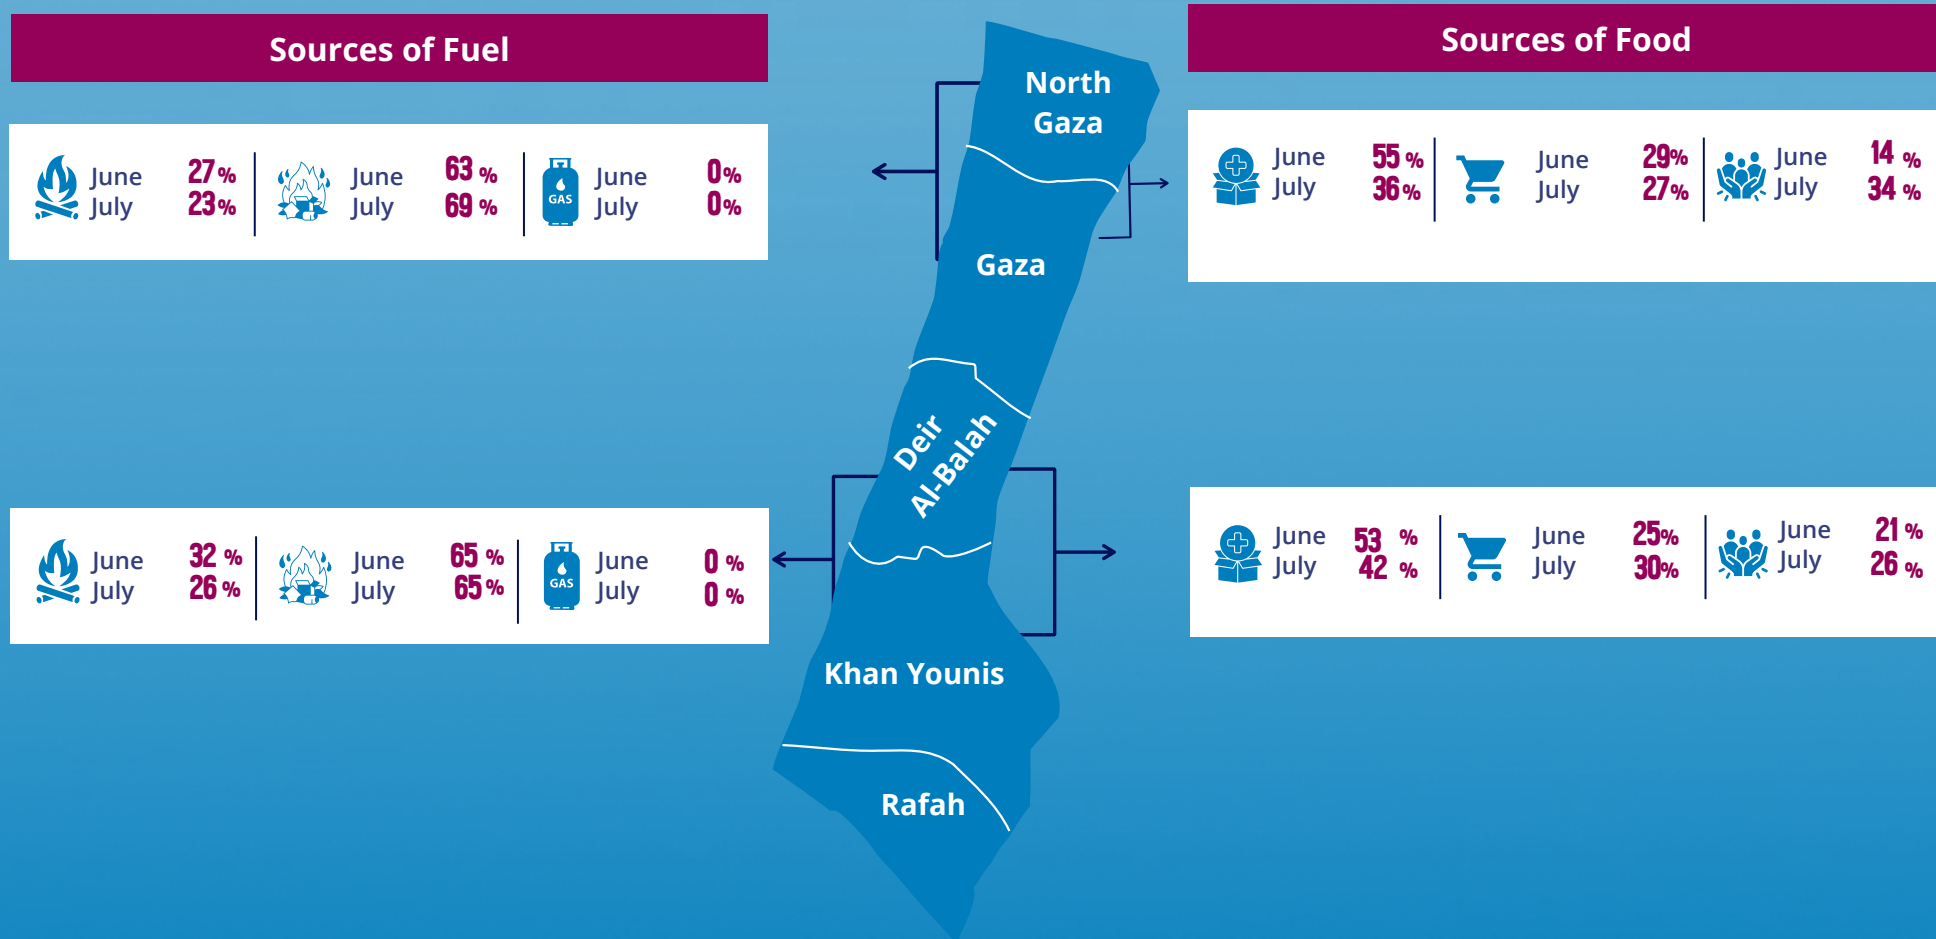 Sources of Fuel
Sources of Food
June 27%
July 23%
June 63 %
July 69 %
GAS
June 0%
July 0%
North
Gaza
June 55 %
July 36%
June 29%
July 27%
June 14 %
July 34 %
Gaza
Deir
Al-Balah
June 32 %
July 26 %
June 65 %
July 65 %
GAS
June 0 %
July 0 %
June 53 %
July 42 %
June 25%
July 30%
June 21 %
July 26 %
Khan Younis
Rafah